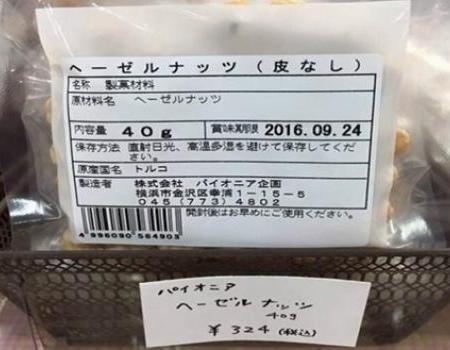 ヘーゼルナッツ(皮なし)
名称 製菓材料
原材料名 ヘーゼルナッツ
内容量 40g 賞味期限 2016.09.24
保存方法 直射日光、高温多湿を避けて保存してくだ
さい。
原産国名 トルコ
製造者 株式会社 パイオニア企画
横浜市金沢区幸浦1-15-5
045(773)4802
開封後はお早めにご使用ください。
4996090564903
パイオニア
ヘーゼルナッツ
40g
¥324(税込)